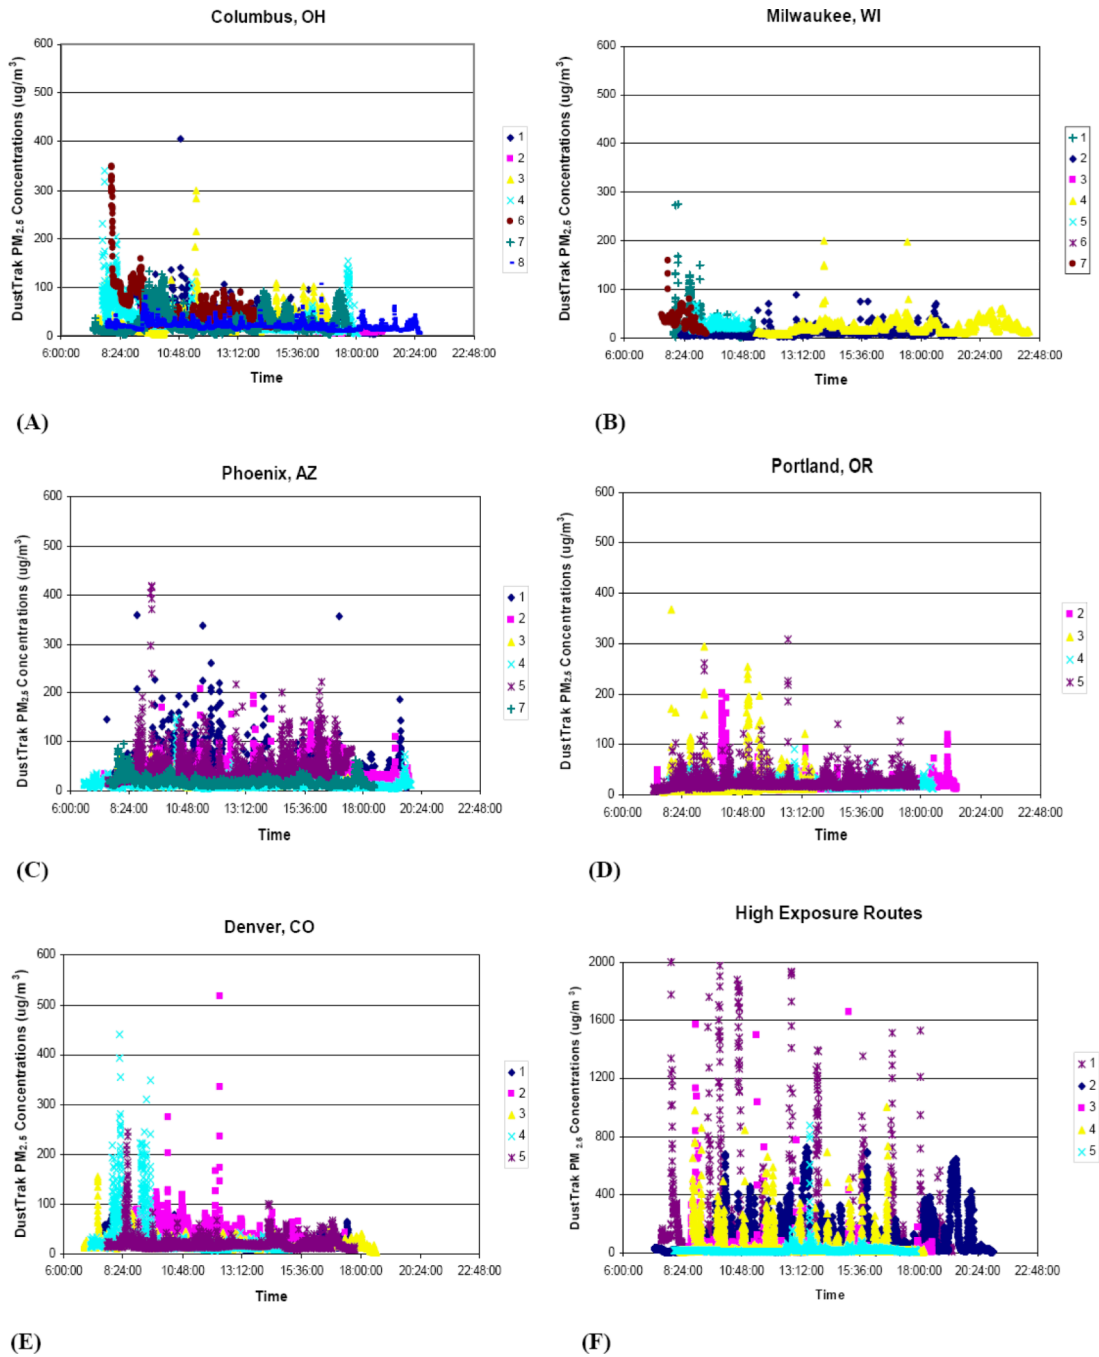 Columbus, OH
DustTrak PM2.5 Concentrations (ug/m3)
600
500
400
300
200
100
0
6:00:00 8:24:00 10:48:00 13:12:00 15:36:00 18:00:00 20:24:00 22:48:00
Time
1
2
3
4
6
7
8
(A)
Milwaukee, WI
DustTrak PM2.5 Concentrations (ug/m3)
600
500
400
300
200
100
0
6:00:00 8:24:00 10:48:00 13:12:00 15:36:00 18:00:00 20:24:00 22:48:00
Time
1
2
3
4
5
6
7
(B)
Phoenix, AZ
DustTrak PM2.5 Concentrations (ug/m3)
600
500
400
300
200
100
0
6:00:00 8:24:00 10:48:00 13:12:00 15:36:00 18:00:00 20:24:00 22:48:00
Time
1
2
3
4
5
7
(C)
Portland, OR
DustTrak PM2.5 Concentrations (ug/m3)
600
500
400
300
200
100
0
6:00:00 8:24:00 10:48:00 13:12:00 15:36:00 18:00:00 20:24:00 22:48:00
Time
2
3
4
5
(D)
Denver, CO
DustTrak PM2.5 Concentrations (ug/m3)
600
500
400
300
200
100
0
6:00:00 8:24:00 10:48:00 13:12:00 15:36:00 18:00:00 20:24:00 22:48:00
Time
1
2
3
4
5
(E)
High Exposure Routes
DustTrak PM 2.5 Concentrations (ug/m3)
2000
1600
1200
800
400
0
6:00:00 8:24:00 10:48:00 13:12:00 15:36:00 18:00:00 20:24:00 22:48:00
Time
1
2
3
4
5
(F)